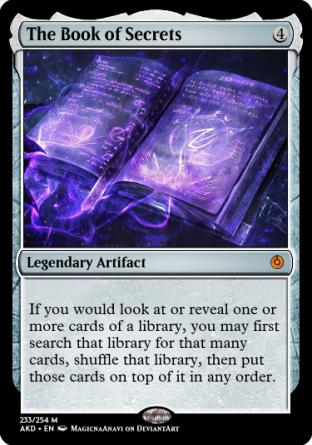 The Book of Secrets 4
Legendary Artifact
If you would look at or reveal one or
more cards of a library, you may first
search that library for that many
cards, shuffle that library, then put
those cards on top of it in any order.
233/254 M
AKD • EN MagicnaAnavi on DeviantArt